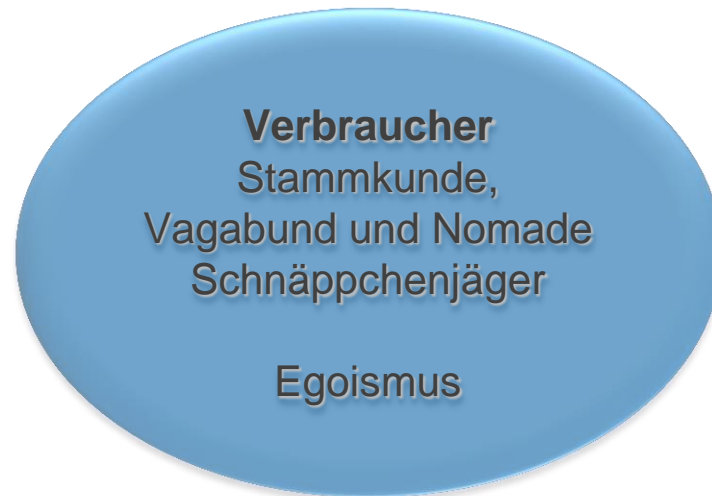 Verbraucher
Stammkunde,
Vagabund und Nomade
Schnäppchenjäger
Egoismus